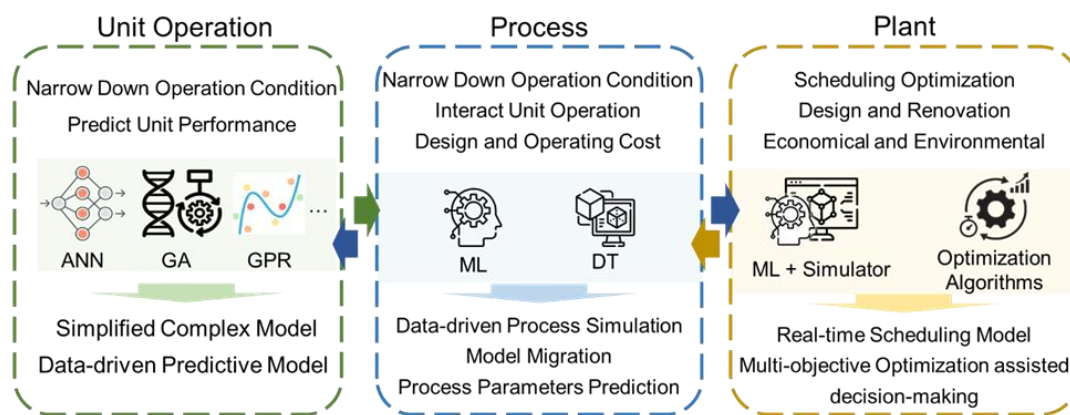 Unit Operation
Narrow Down Operation Condition
Predict Unit Performance
ANN
GA
GPR
...
Simplified Complex Model
Data-driven Predictive Model
Process
Narrow Down Operation Condition
Interact Unit Operation
Design and Operating Cost
ML
DT
Data-driven Process Simulation
Model Migration
Process Parameters Prediction
Plant
Scheduling Optimization
Design and Renovation
Economical and Environmental
ML + Simulator
Optimization
Algorithms
Real-time Scheduling Model
Multi-objective Optimization assisted
decision-making